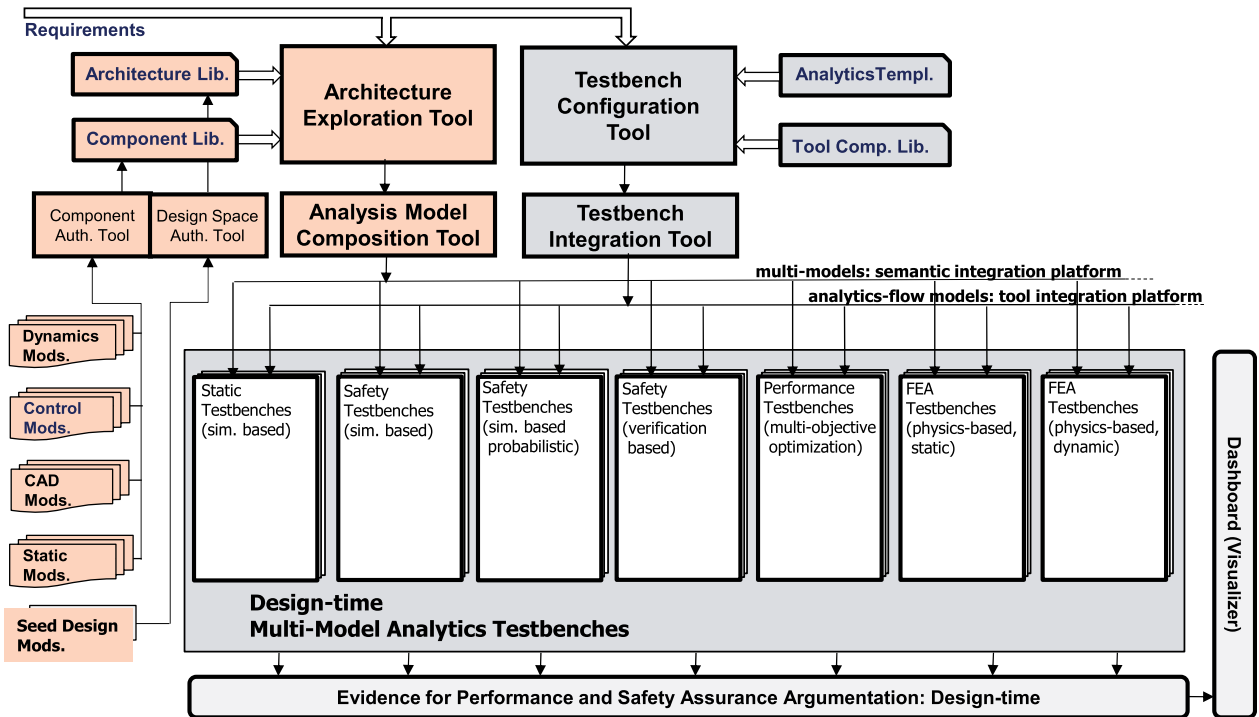 Requirements
Architecture Lib.
Component Lib.
Architecture
Exploration Tool
Testbench
Configuration
Tool
AnalyticsTempl.
Tool Comp. Lib.
Component
Auth. Tool
Design Space
Auth. Tool
Analysis Model
Composition Tool
Testbench
Integration Tool
multi-models: semantic integration platform
analytics-flow models: tool integration platform
Dynamics
Mods.
Control
Mods.
CAD
Mods.
Static
Mods.
Seed Design
Mods.
Static
Testbenches
(sim. based)
Safety
Testbenches
(sim. based)
Safety
Testbenches
(sim. based
probabilistic)
Safety
Testbenches
(verification
based)
Performance
Testbenches
(multi-objective
optimization)
FEA
Testbenches
(physics-based,
static)
FEA
Testbenches
(physics-based,
dynamic)
Design-time
Multi-Model Analytics Testbenches
Evidence for Performance and Safety Assurance Argumentation: Design-time
Dashboard (Visualizer)